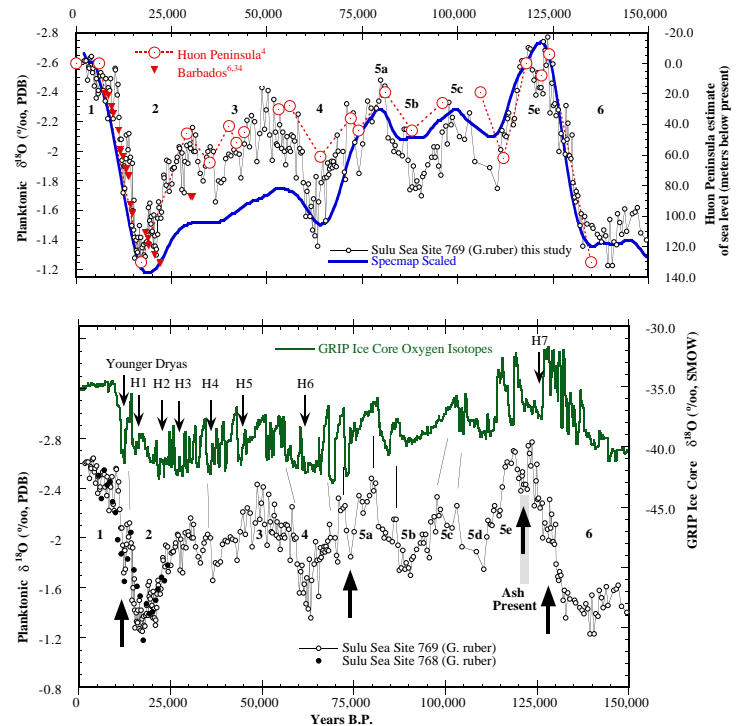 0 25,000 50,000 75,000 100,000 125,000 150,000
-2.8 -20.0
-2.6 0.0
-2.4 20.0
-2.2 40.0
-2 60.0
-1.8 80.0
-1.6 100.0
-1.4 120.0
-1.2 140.0
Planktonic δ¹⁸O (°/oo, PDB)
Huon Peninsula estimate
of sea level (meters below present)
Huon Peninsula⁴
Barbados⁶,³⁴
1 2 3 4 5a 5b 5c 5e 6
Sulu Sea Site 769 (G.ruber) this study
Specmap Scaled
-30.0
-35.0
-40.0
-45.0
GRIP Ice Core δ¹⁸O (°/oo, SMOW)
GRIP Ice Core Oxygen Isotopes
H7
Younger Dryas
H1 H2 H3 H4 H5 H6
-2.8
-2.4
-2
-1.6
-1.2
-0.8
Planktonic δ ¹⁸O (°/oo, PDB)
1 2 3 4 5a 5b 5c 5d 5e 6
Ash
Present
Sulu Sea Site 769 (G. ruber)
Sulu Sea Site 768 (G. ruber)
0 25,000 50,000 75,000 100,000 125,000 150,000
Years B.P.